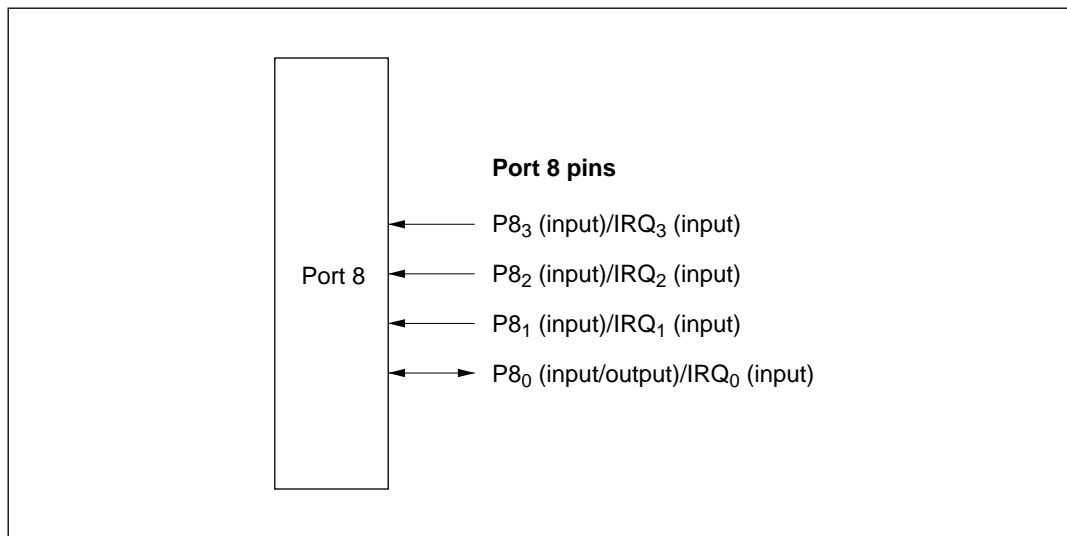 Port 8 pins
P8₃ (input)/IRQ₃ (input)
Port 8
P8₂ (input)/IRQ₂ (input)
P8₁ (input)/IRQ₁ (input)
P8₀ (input/output)/IRQ₀ (input)